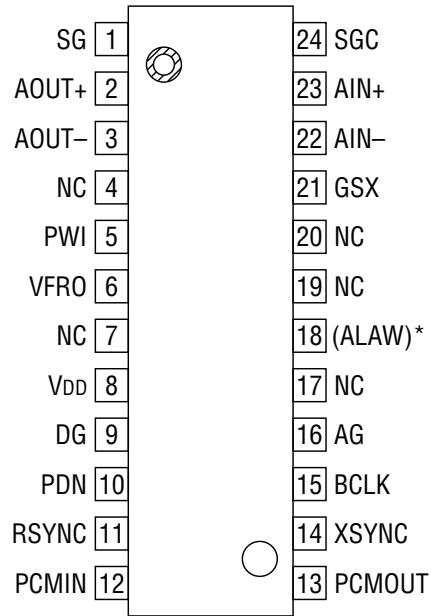 SG 1 24 SGC
AOUT+ 2 23 AIN+
AOUT– 3 22 AIN–
NC 4 21 GSX
PWI 5 20 NC
VFRO 6 19 NC
NC 7 18 (ALAW)*
VDD 8 17 NC
DG 9 16 AG
PDN 10 15 BCLK
RSYNC 11 14 XSYNC
PCMIN 12 13 PCMOUT